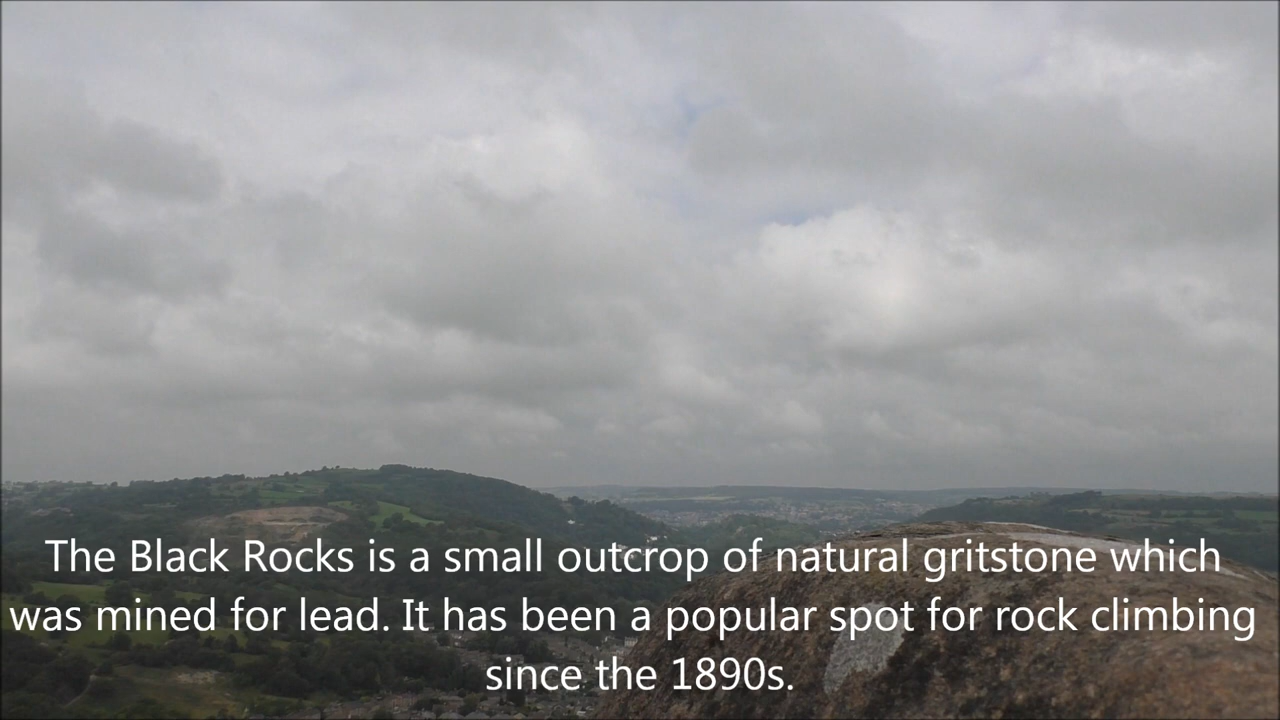 The Black Rocks is a small outcrop of natural gritstone which
was mined for lead. It has been a popular spot for rock climbing
since the 1890s.